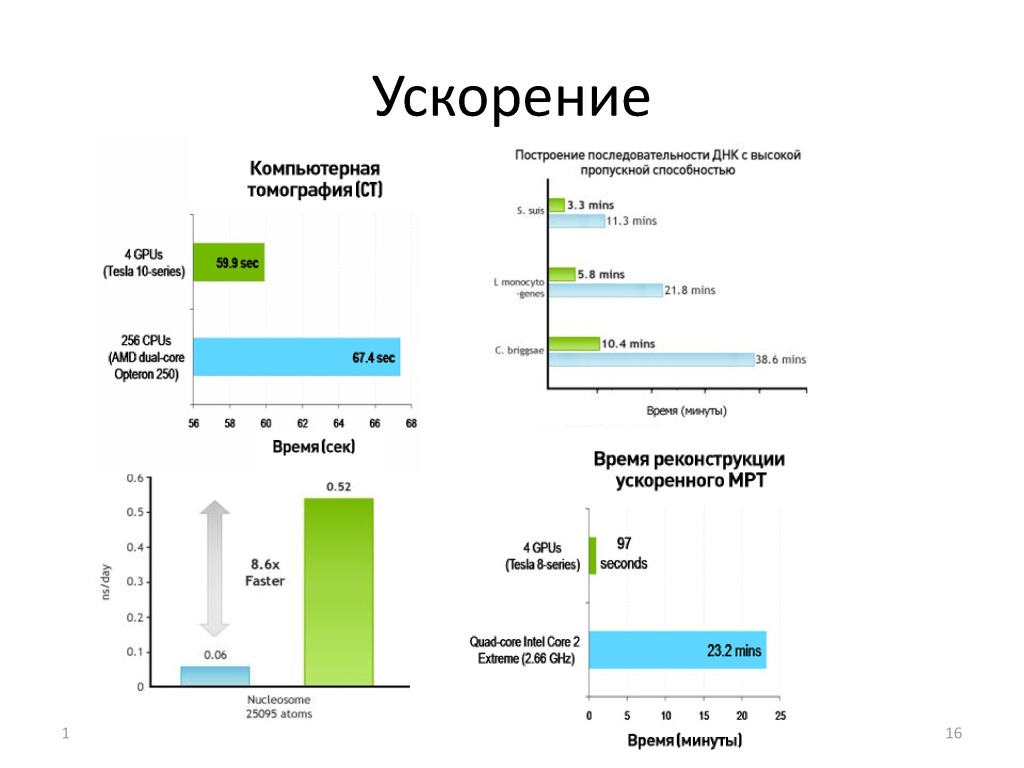 Ускорение
Компьютерная
томография (CT)
4 GPUs
(Tesla 10-series)
59.9 sec
256 CPUs
(AMD dual-core
Opteron 250)
67.4 sec
56 58 60 62 64 66 68
Время (сек)
Построение последовательности ДНК с высокой
пропускной способностью
S. suis
3.3 mins
11.3 mins
L monocyto
-genes
5.8 mins
21.8 mins
C. briggsae
10.4 mins
38.6 mins
Время (минуты)
0.6
0.5
0.4
0.3
0.2
0.1
0
ns/day
0.52
8.6x
Faster
0.06
Nucleosome
25095 atoms
Время реконструкции
ускоренного МРТ
4 GPUs
(Tesla 8-series)
97
seconds
Quad-core Intel Core 2
Extreme (2.66 GHz)
23.2 mins
0 5 10 15 20 25
Время (минуты)
1
16